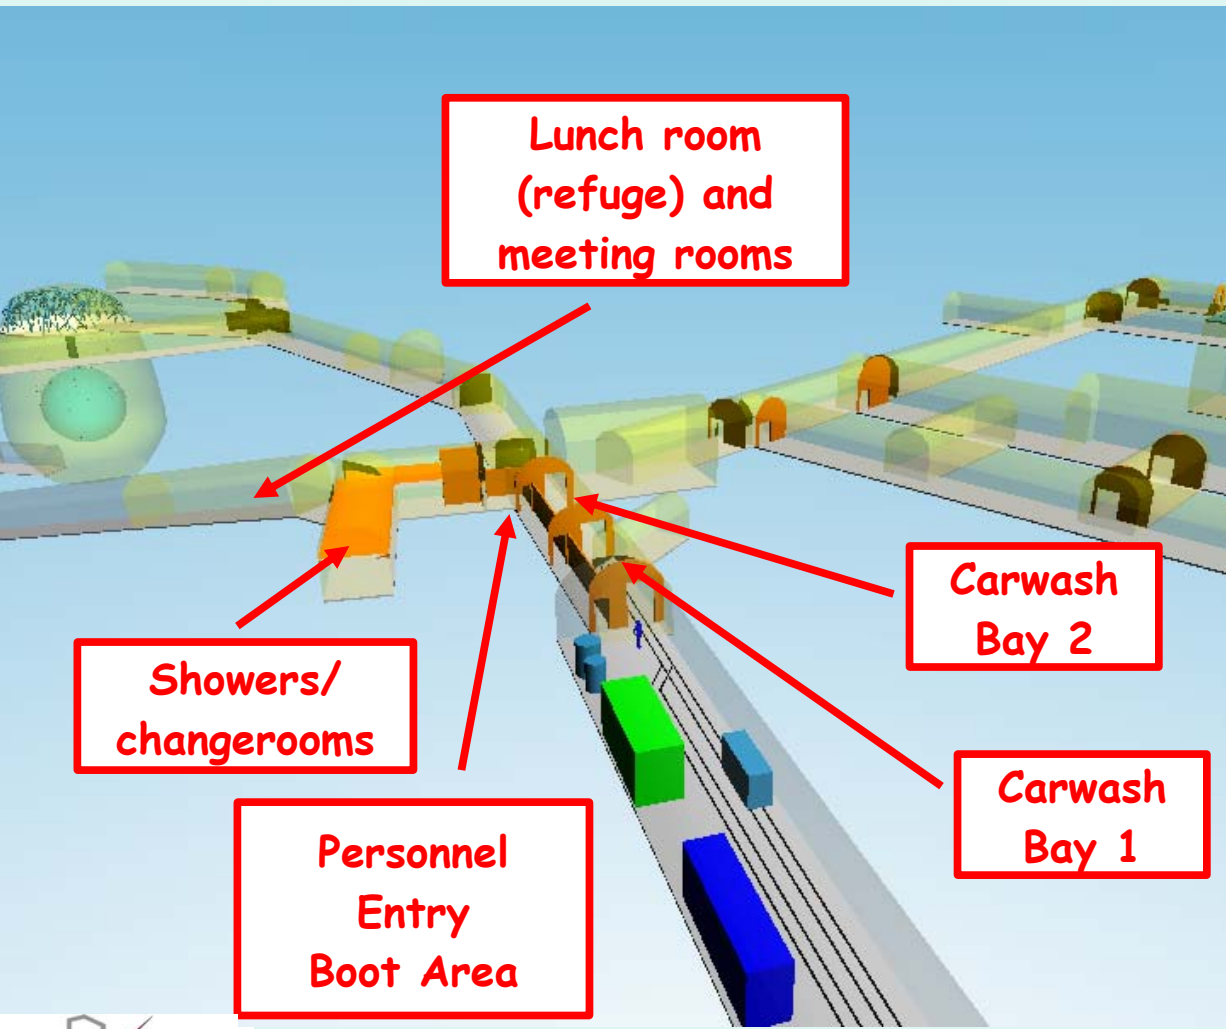 Lunch room
(refuge) and
meeting rooms
Carwash
Bay 2
Showers/
changerooms
Carwash
Bay 1
Personnel
Entry
Boot Area